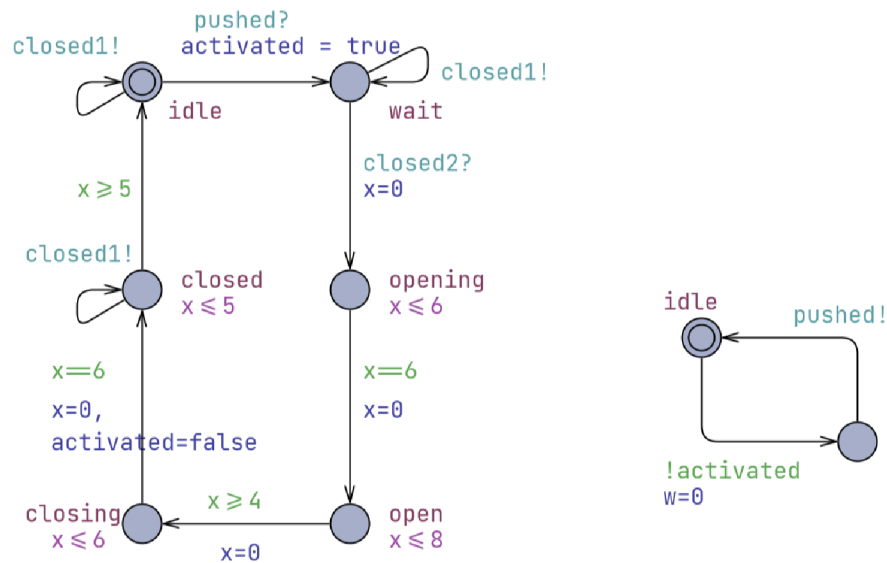 pushed?
closed1!
activated = true
closed1!
idle
wait
closed2?
x⩾5
x=0
closed1!
closed
opening
x⩽5
x⩽6
idle
pushed!
x==6
x==6
x=0,
x=0
activated=false
!activated
w=0
x⩾4
closing
open
x⩽6
x⩽8
x=0